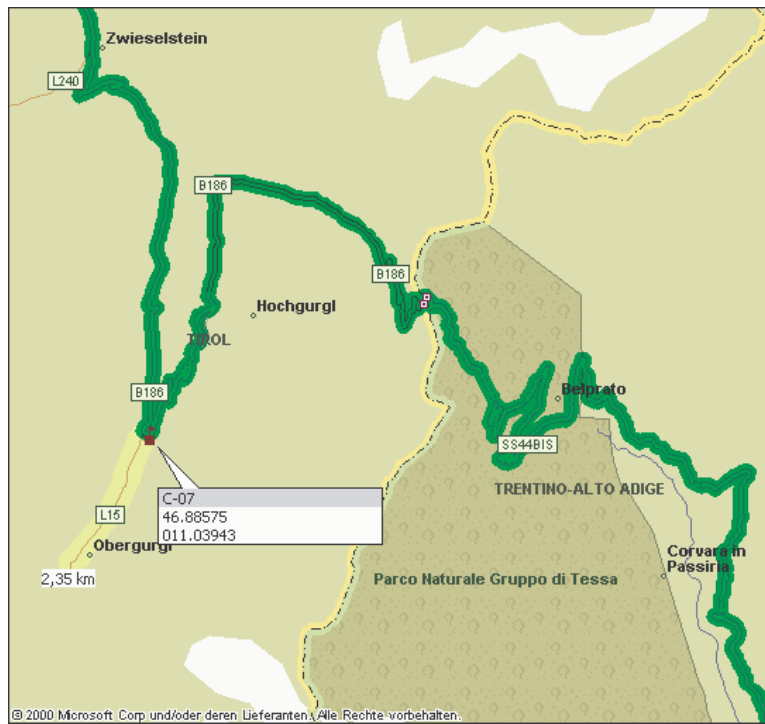 Zwieselstein
L240
B186
B186
Hochgurgl
TIROL
B186
Belprato
SS44BIS
C-07
46.88575
011.03943
TRENTINO-ALTO ADIGE
L15
Obergurgl
2,35 km
Corvara in
Passiria
Parco Naturale Gruppo di Tessa
© 2000 Microsoft Corp und/oder deren Lieferanten. Alle Rechte vorbehalten.